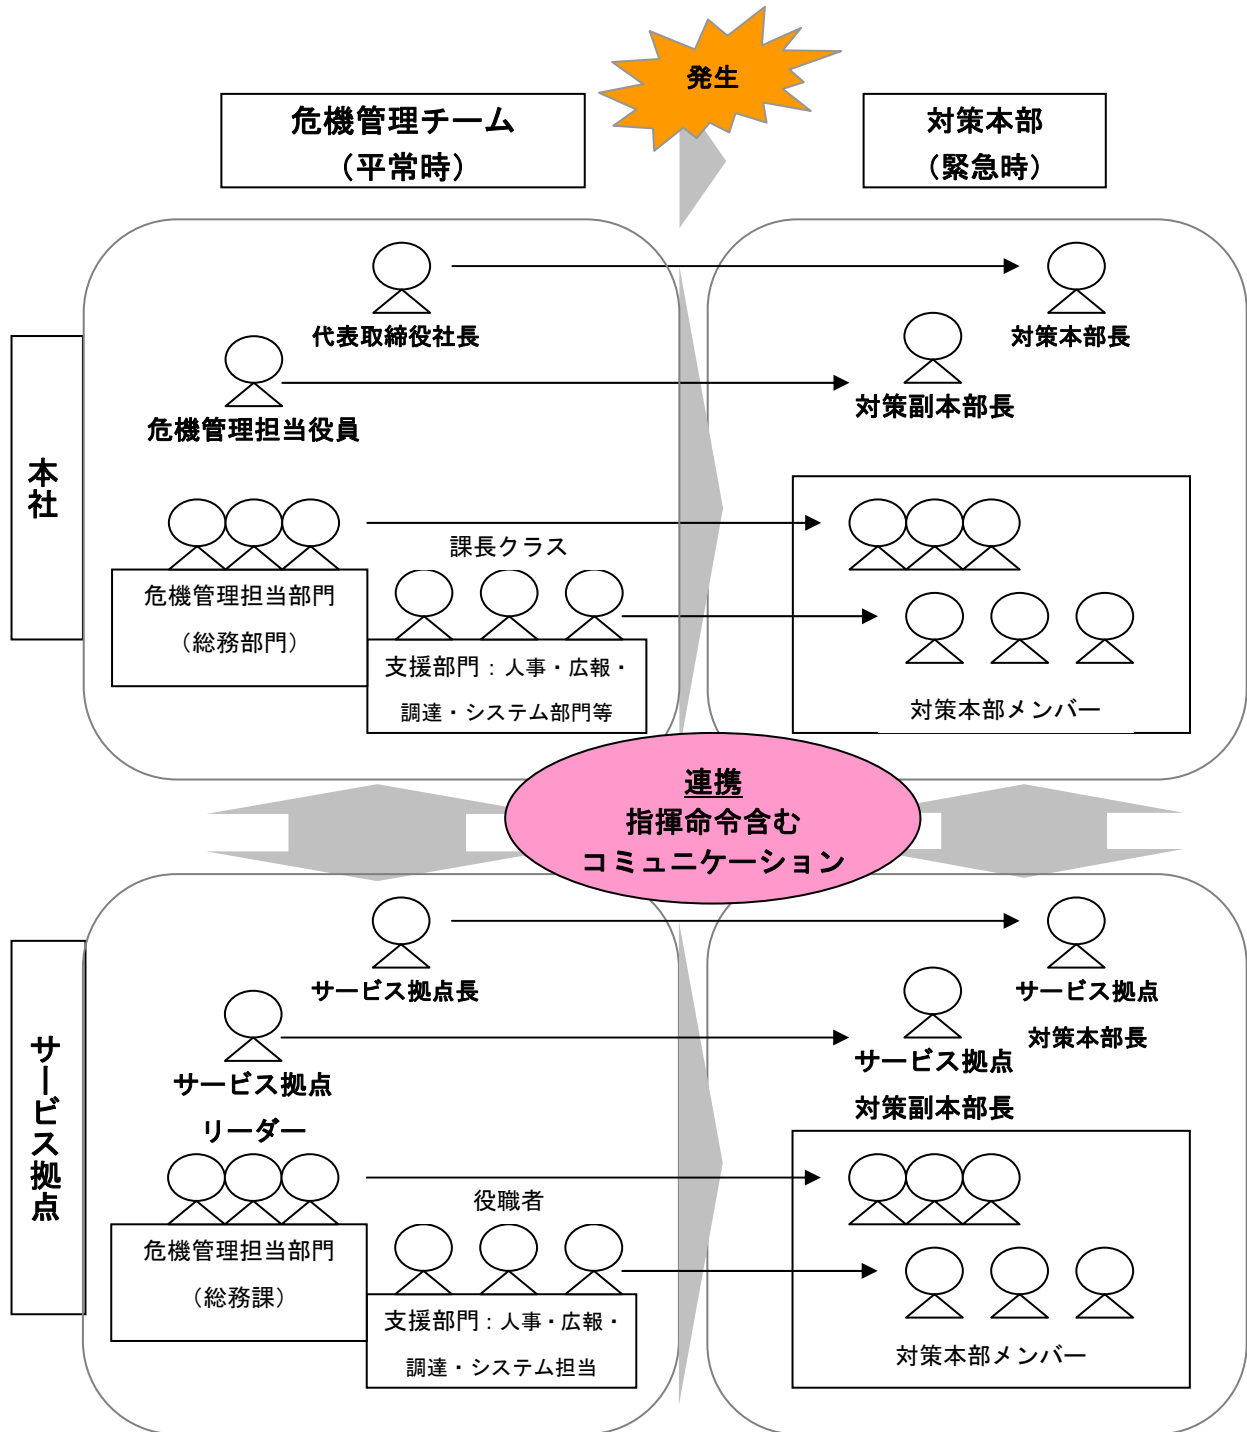 発生
危機管理チーム
（平常時）
対策本部
（緊急時）
本社
代表取締役社長
対策本部長
危機管理担当役員
対策副本部長
課長クラス
危機管理担当部門
（総務部門）
支援部門：人事・広報・
調達・システム部門等
対策本部メンバー
連携
指揮命令含む
コミュニケーション
サービス拠点
サービス拠点長
サービス拠点
対策本部長
サービス拠点
リーダー
サービス拠点
対策副本部長
役職者
危機管理担当部門
（総務課）
支援部門：人事・広報・
調達・システム担当
対策本部メンバー